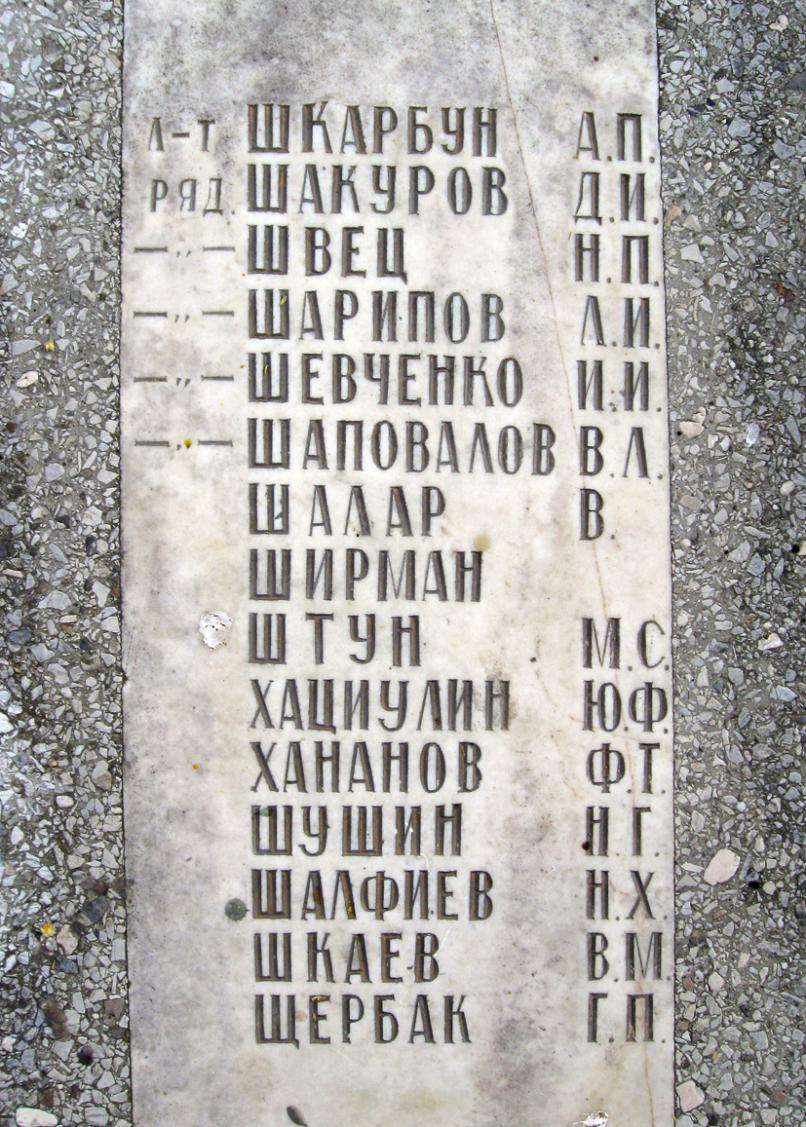 Л-Т ШКАРБУН А.П.
РЯД. ШАКУРОВ Д.И.
—„— ШВЕЦ Н.П.
—„— ШАРИПОВ Л.И.
—„— ШЕВЧЕНКО И.И.
—„— ШАПОВАЛОВ В.Л.
ШАЛАР В.
ШИРМАН
ШТУН М.С.
ХАЦИУЛИН Ю.Ф.
ХАНАНОВ Ф.Т.
ШУШИН Н Г.
ШАЛФИЕВ Н.Х.
ШКАЕВ В.М.
ЩЕРБАК Г.П.